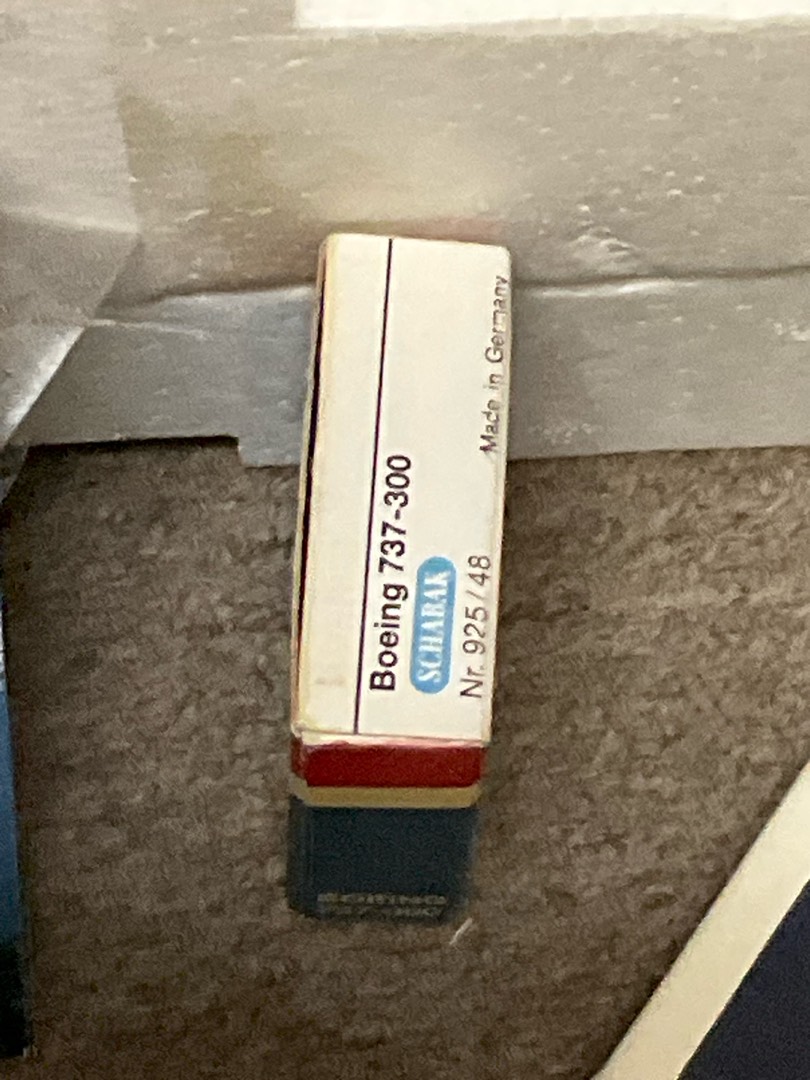 Boeing 737-300
SCHABAK
Nr. 925/48
Made in Germany